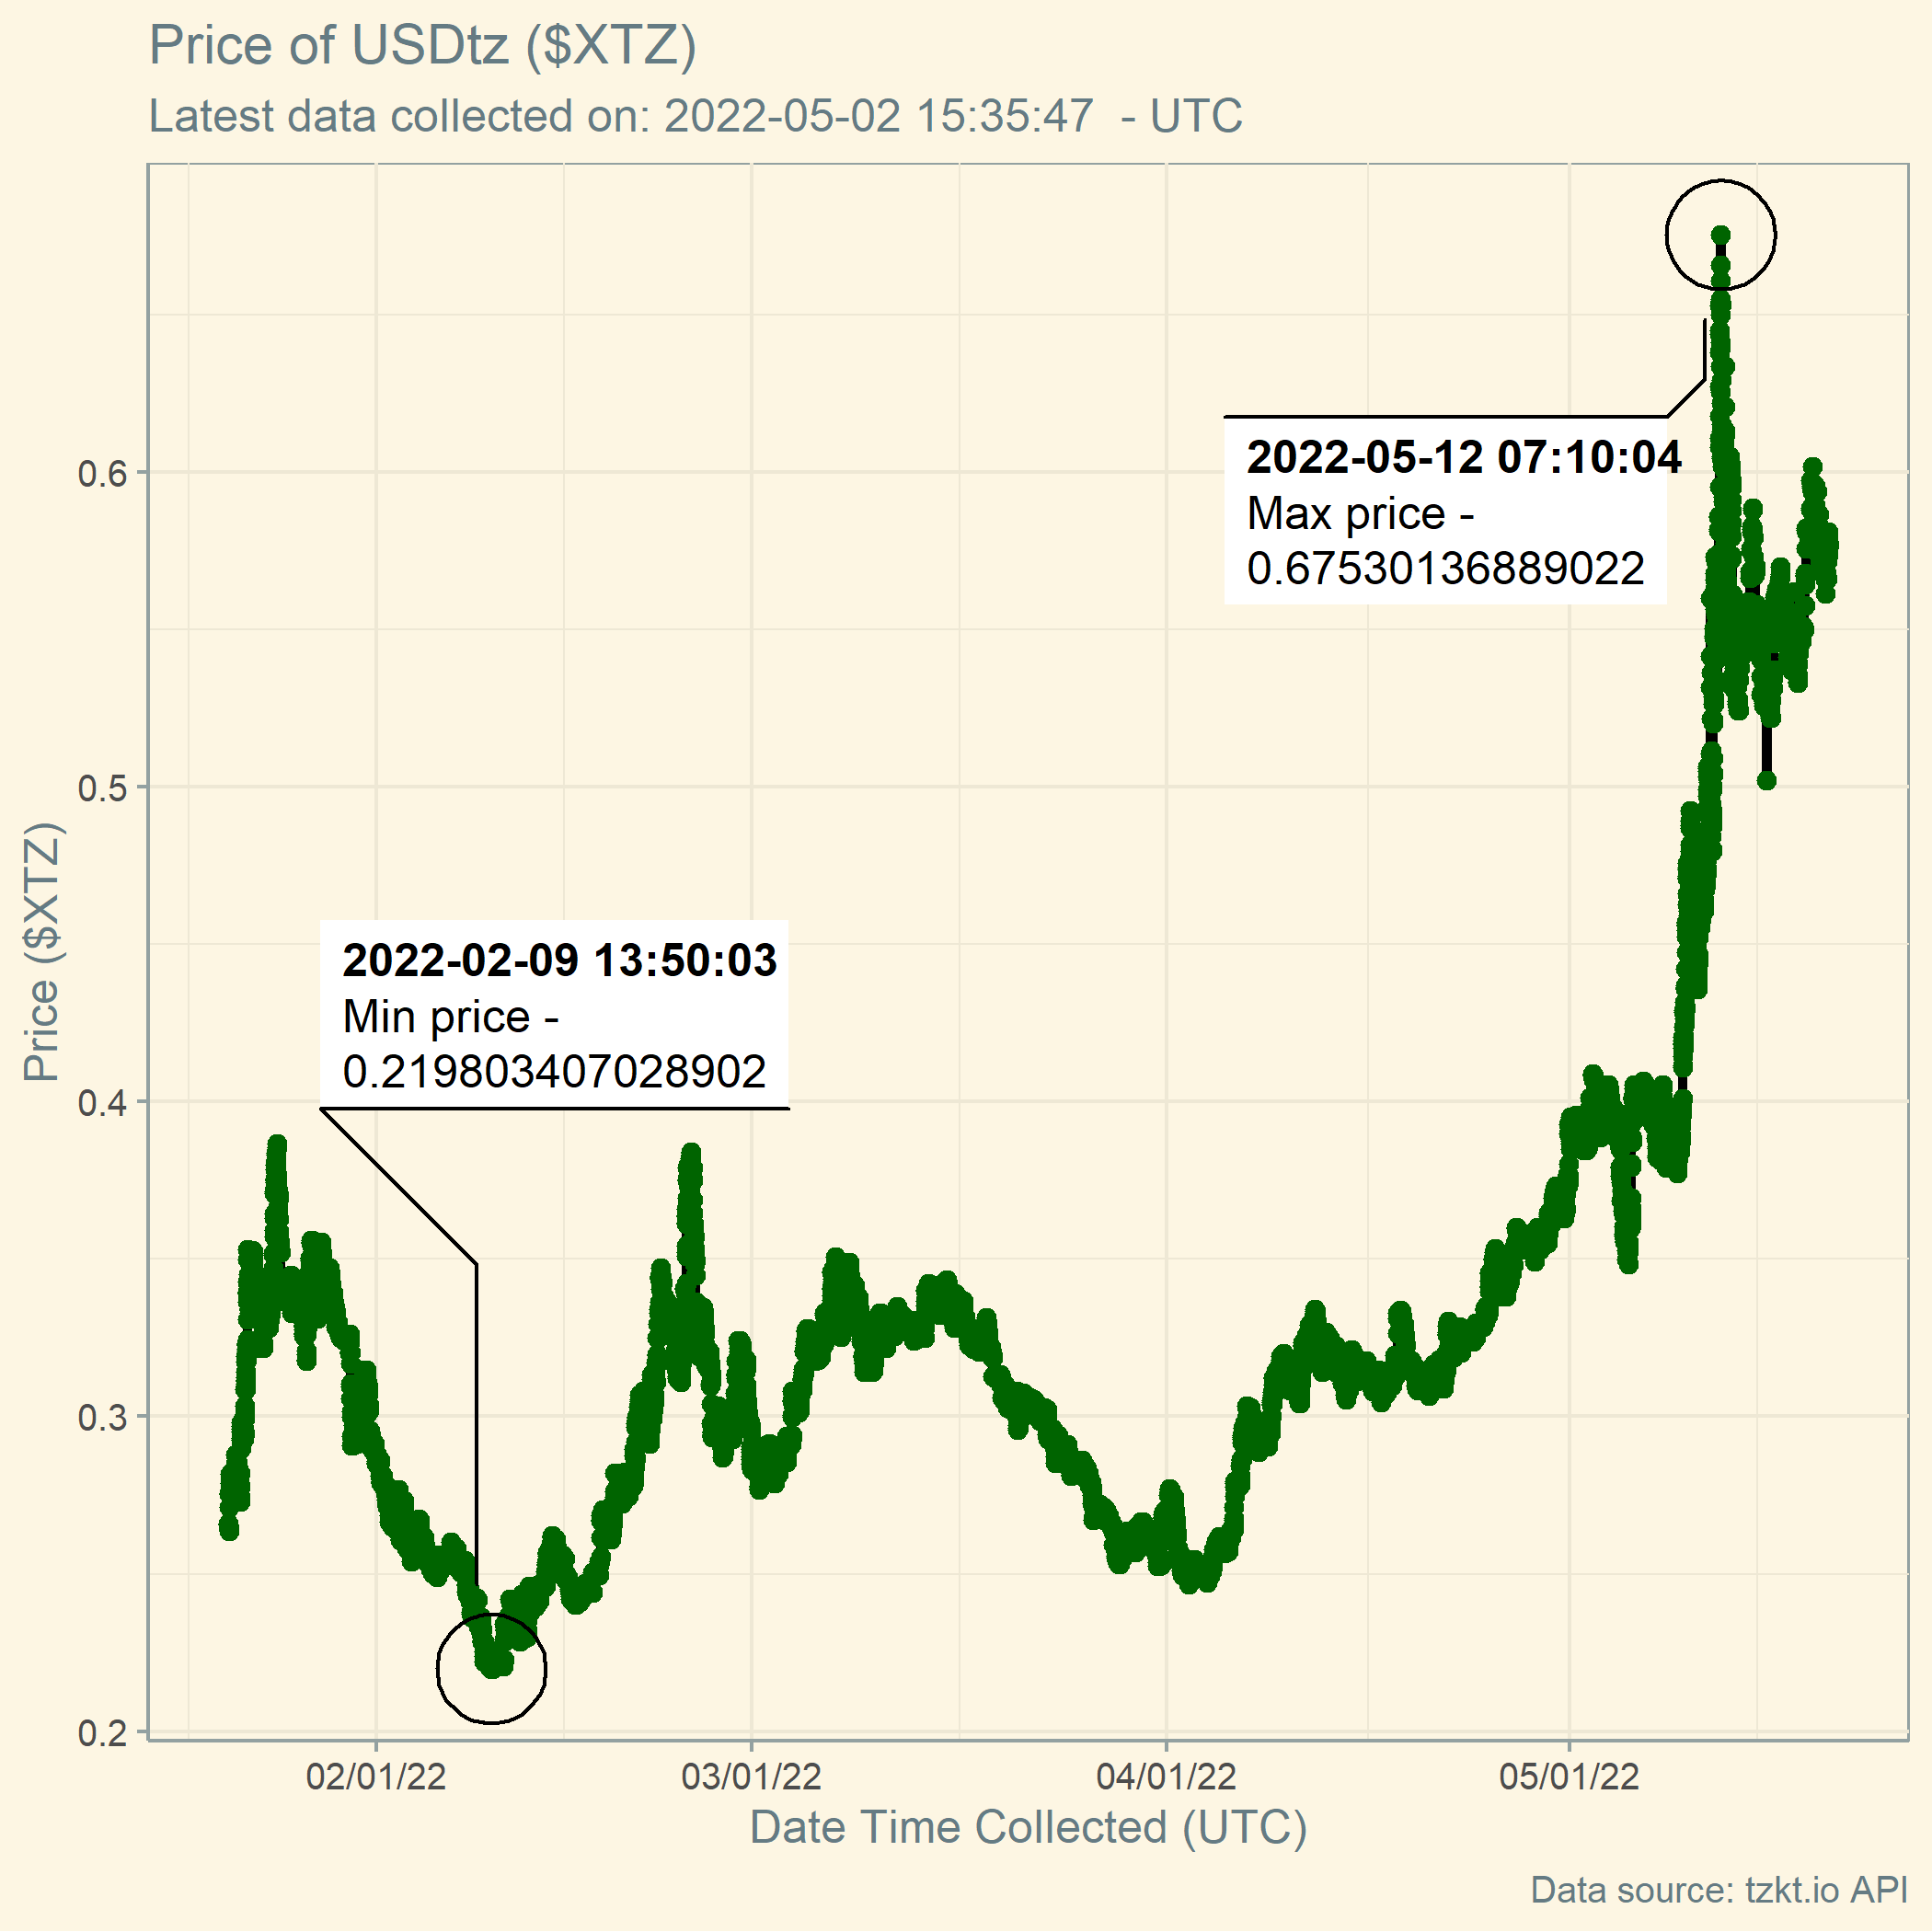 Price of USDtz ($XTZ)
Latest data collected on: 2022-05-02 15:35:47  - UTC
2022-05-12 07:10:04
Max price -
0.67530136889022
2022-02-09 13:50:03
Min price -
0.219803407028902
Price ($XTZ)
0.6
0.5
0.4
0.3
0.2
02/01/22 03/01/22 04/01/22 05/01/22
Date Time Collected (UTC)
Data source: tzkt.io API